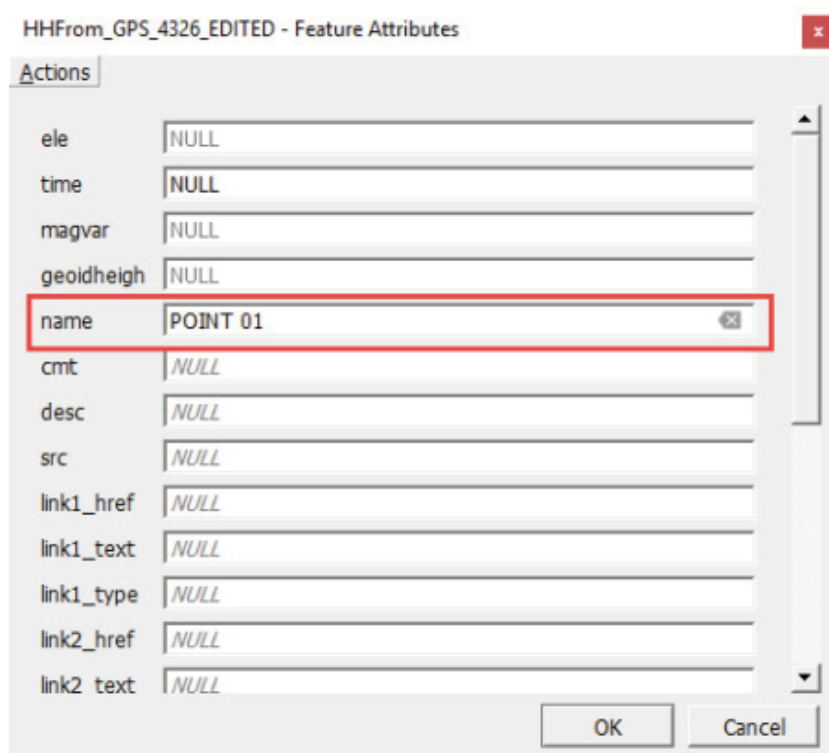 HHFrom_GPS_4326_EDITED - Feature Attributes
x
Actions
ele NULL
time NULL
magvar NULL
geoidheigh NULL
name POINT 01
cmt NULL
desc NULL
src NULL
link1_href NULL
link1_text NULL
link1_type NULL
link2_href NULL
link2_text NULL
OK Cancel